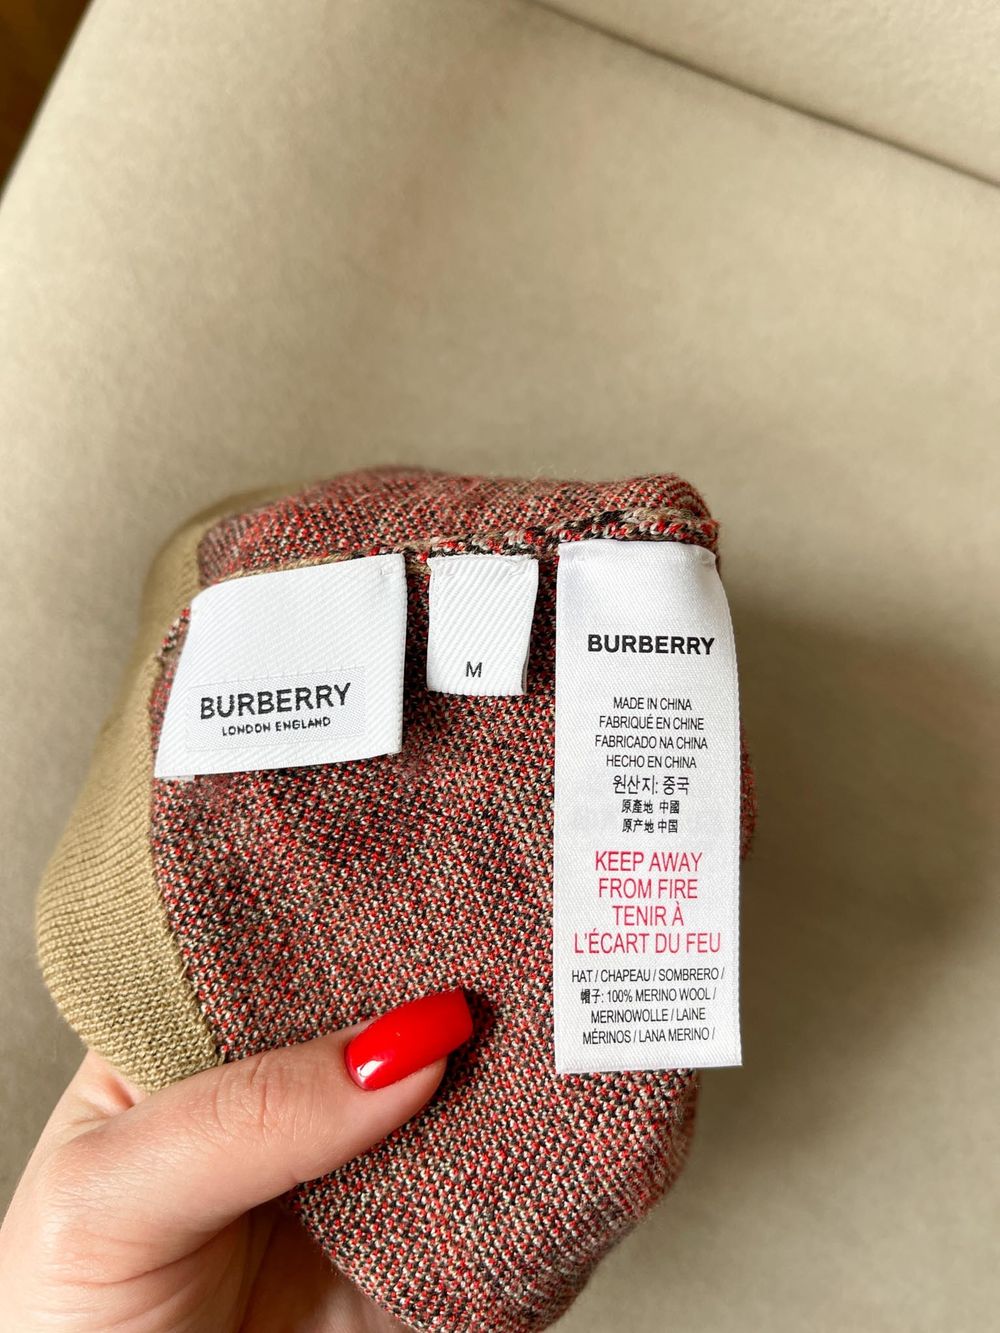 BURBERRY
LONDON ENGLAND
M
BURBERRY
MADE IN CHINA
FABRIQUÉ EN CHINE
FABRICADO NA CHINA
HECHO EN CHINA
원산지: 중국
原產地 中國
原产地 中国
KEEP AWAY
FROM FIRE
TENIR À
L'ÉCART DU FEU
HAT / CHAPEAU / SOMBRERO /
帽子: 100% MERINO WOOL /
MERINOWOLLE / LAINE
MÉRINOS / LANA MERINO /